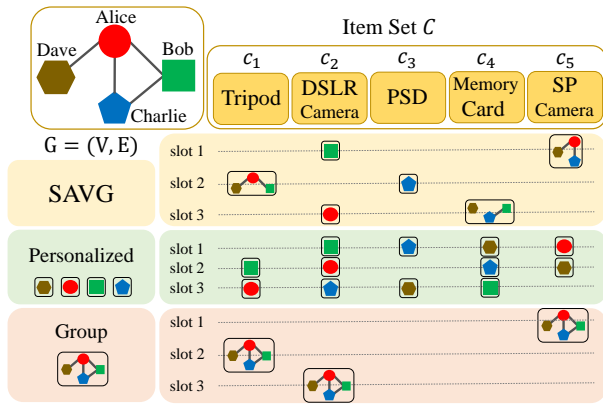 Alice
Dave
Bob
Charlie
G = (V, E)
Item Set C
c₁ c₂ c₃ c₄ c₅
Tripod
DSLR
Camera
PSD
Memory
Card
SP
Camera
SAVG
slot 1
slot 2
slot 3
Personalized
slot 1
slot 2
slot 3
Group
slot 1
slot 2
slot 3